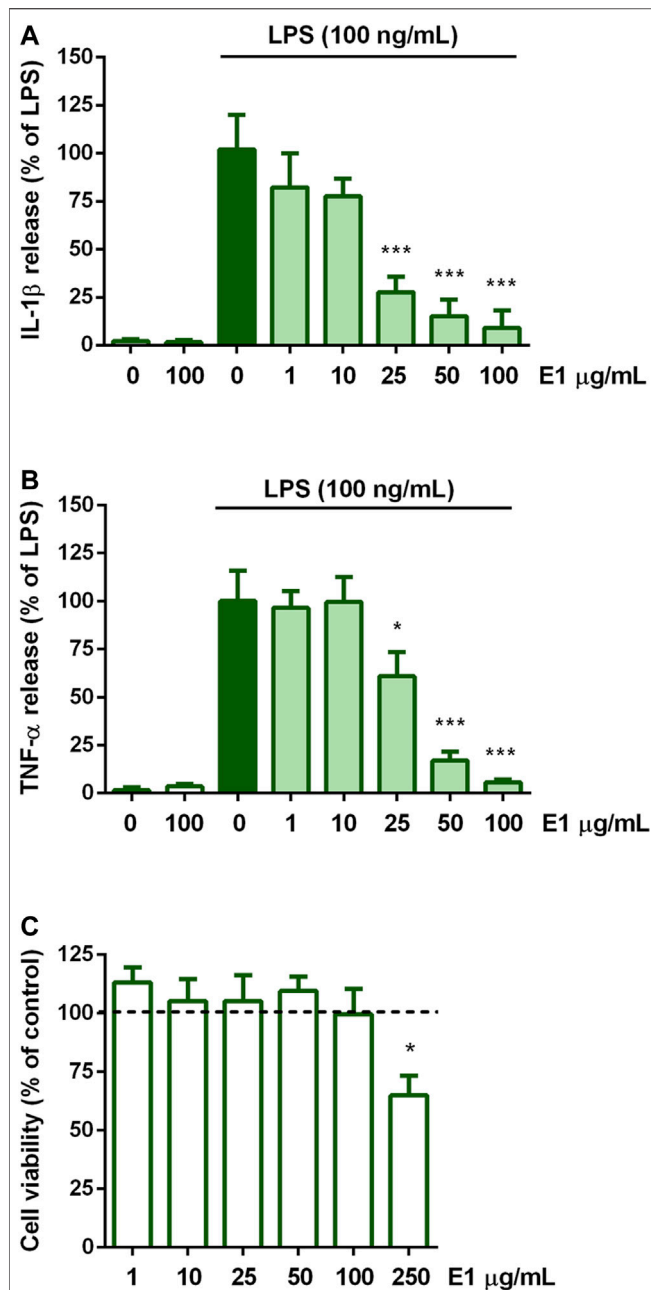 A
LPS (100 ng/mL)
IL-1β release (% of LPS)
150
125
100
75
50
25
0
*** *** ***
0 100 0 1 10 25 50 100 E1 μg/mL
B
LPS (100 ng/mL)
TNF-α release (% of LPS)
150
125
100
75
50
25
0
* *** ***
0 100 0 1 10 25 50 100 E1 μg/mL
C
Cell viability (% of control)
125
100
75
50
25
0
*
1 10 25 50 100 250 E1 μg/mL